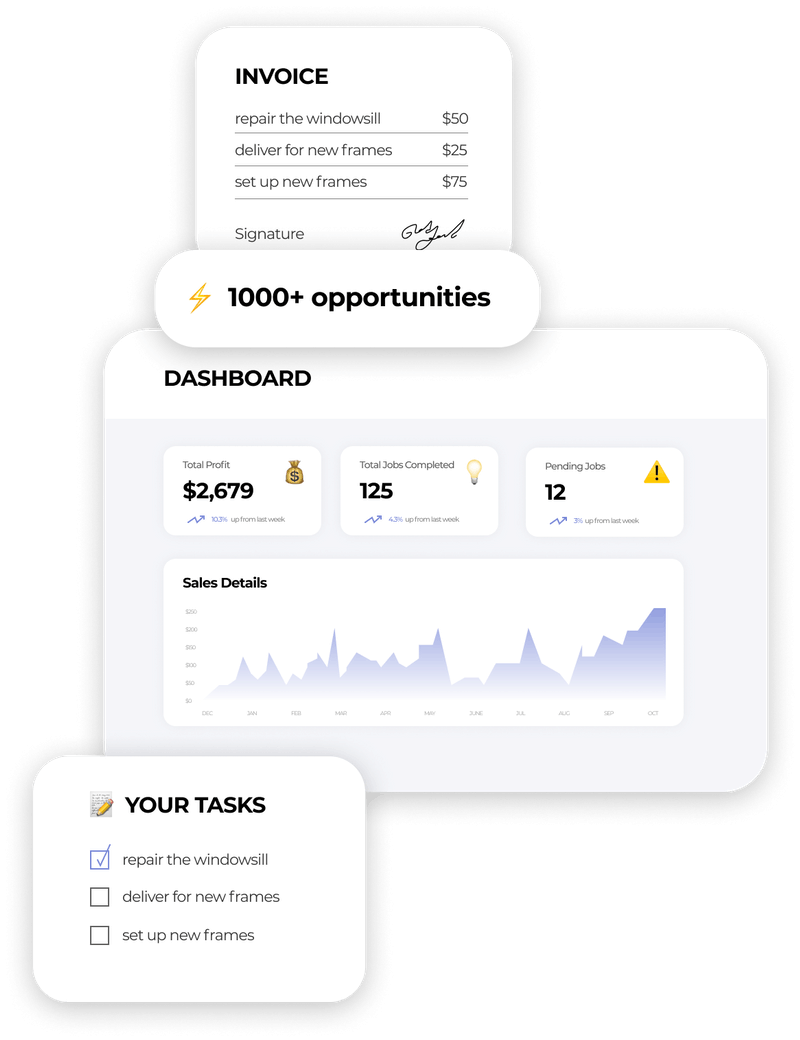 INVOICE
repair the windowsill $50
deliver for new frames $25
set up new frames $75
Signature
1000+ opportunities
DASHBOARD
Total Profit
$2,679
10.3% up from last week
Total Jobs Completed
125
4.3% up from last week
Pending Jobs
12
3% up from last week
Sales Details
$250
$200
$150
$100
$50
$0
DEC JAN FEB MAR APR MAY JUNE JUL AUG SEP OCT
YOUR TASKS
repair the windowsill
deliver for new frames
set up new frames